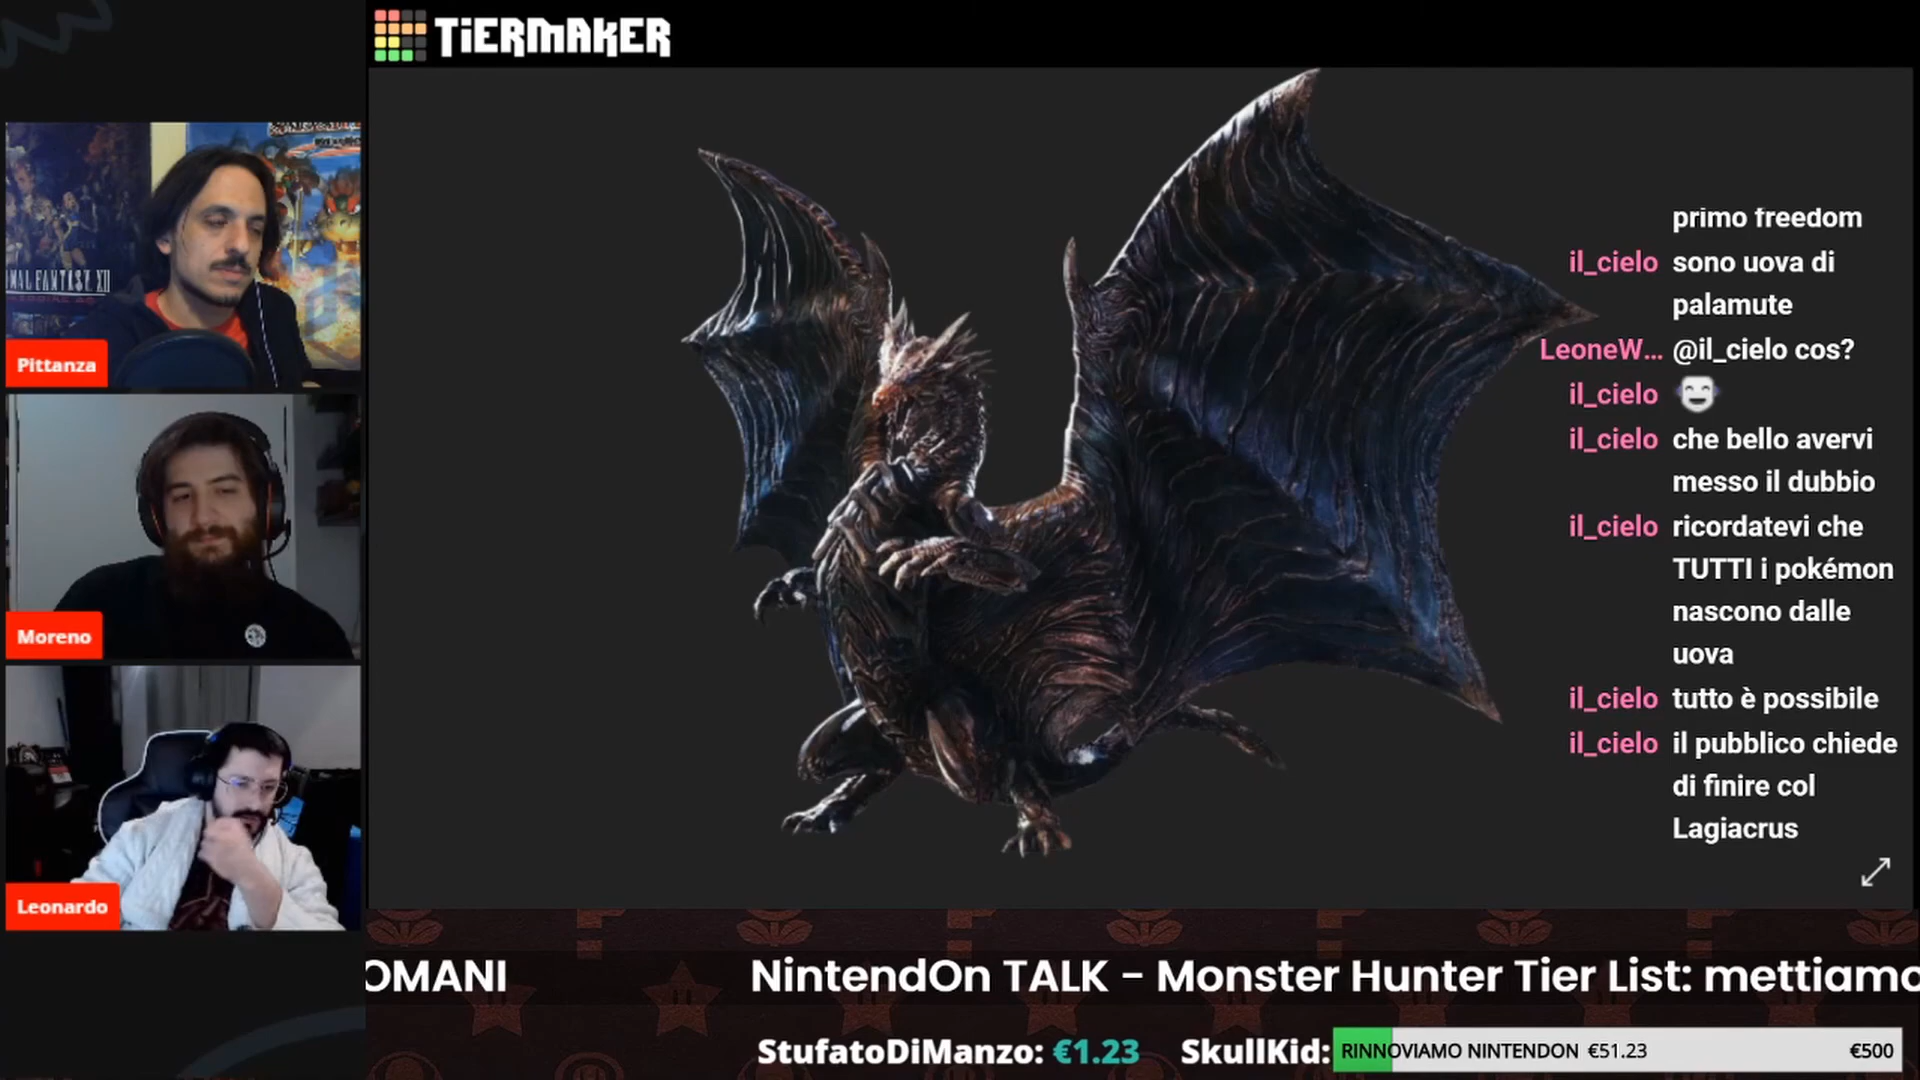 TiERMAKER
FINAL FANTASY XII
Pittanza
Moreno
Leonardo
primo freedom
il_cielo sono uova di
palamute
LeoneW... @il_cielo cos?
il_cielo
il_cielo che bello avervi
messo il dubbio
il_cielo ricordatevi che
TUTTI i pokémon
nascono dalle
uova
il_cielo tutto è possibile
il_cielo il pubblico chiede
di finire col
Lagiacrus
OMANI NintendOn TALK - Monster Hunter Tier List: mettiamo
StufatoDiManzo: €1.23 SkullKid: RINNOVIAMO NINTENDON €51.23 €500